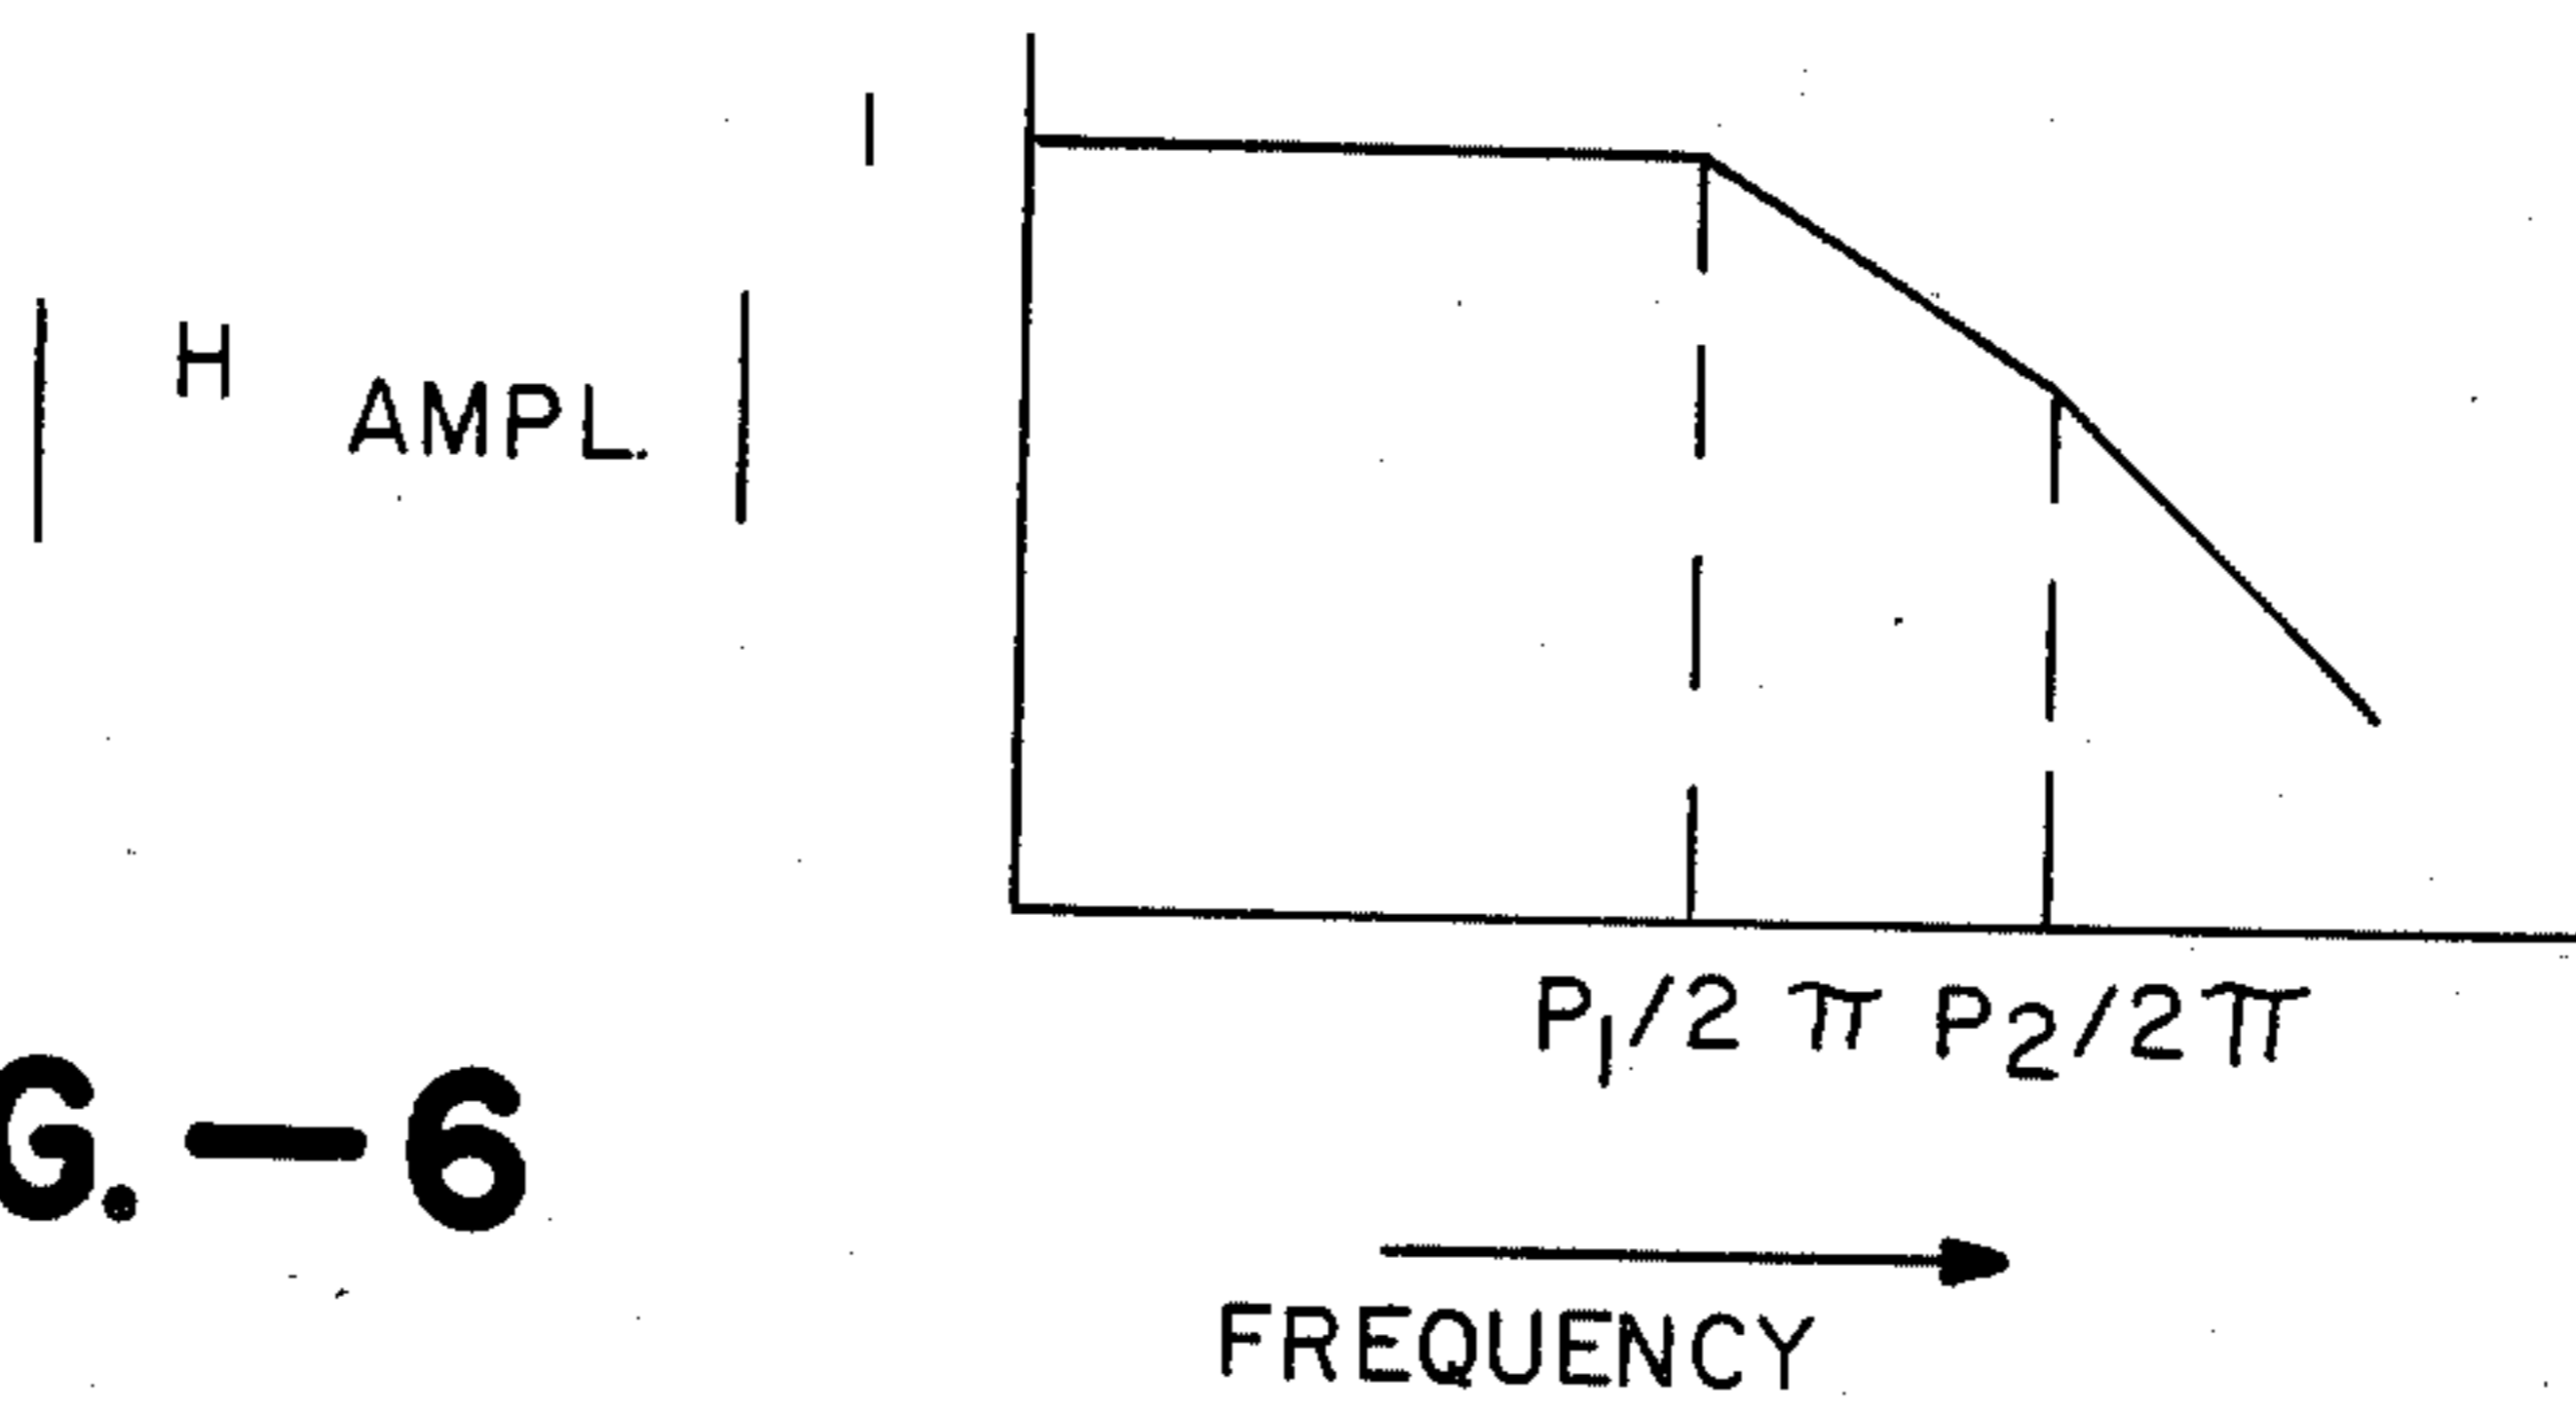 1
| H AMPL. |
P1/2 π P2/2π
G.—6
FREQUENCY